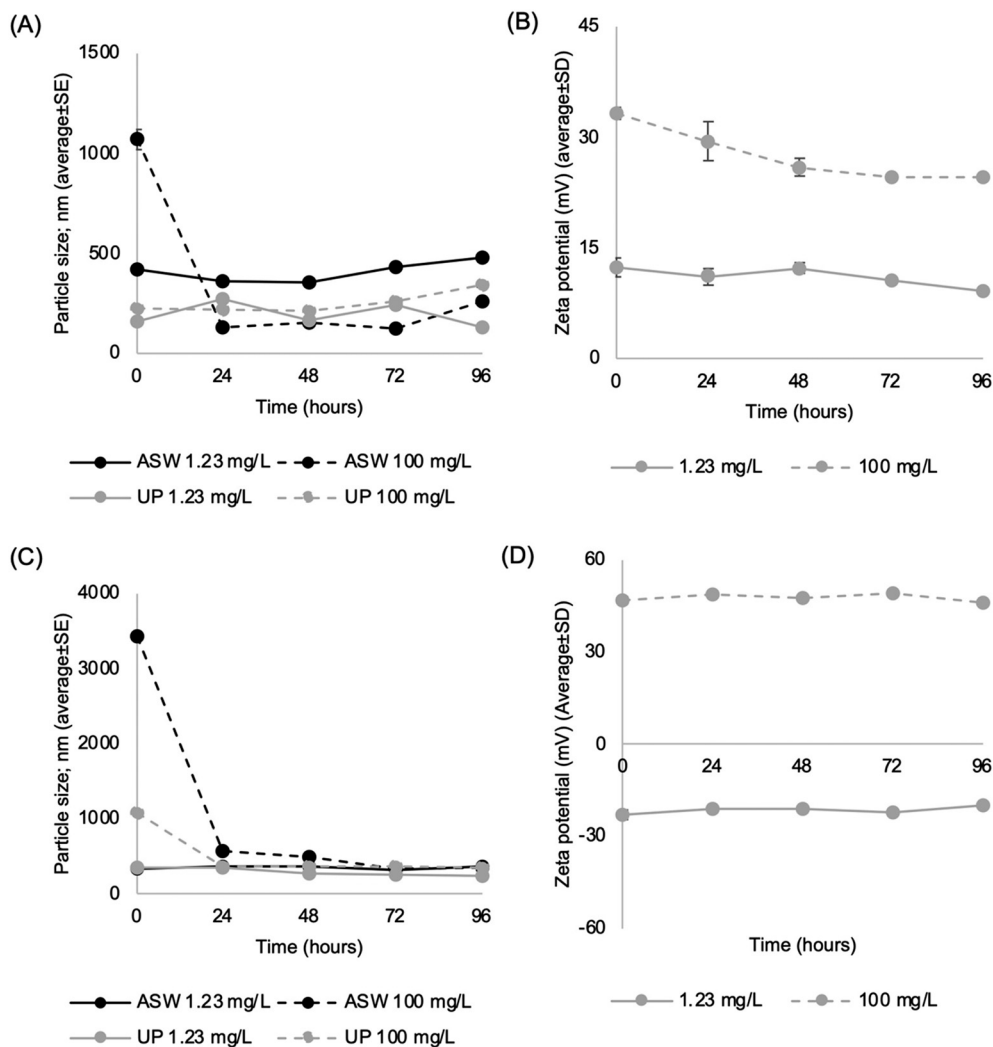 (A)
Particle size; nm (average±SE)
1500
1000
500
0
0 24 48 72 96
Time (hours)
ASW 1.23 mg/L ASW 100 mg/L
UP 1.23 mg/L UP 100 mg/L
(B)
Zeta potential (mV) (average±SD)
45
30
15
0
0 24 48 72 96
Time (hours)
1.23 mg/L 100 mg/L
(C)
Particle size; nm (average±SE)
4000
3000
2000
1000
0
0 24 48 72 96
Time (hours)
ASW 1.23 mg/L ASW 100 mg/L
UP 1.23 mg/L UP 100 mg/L
(D)
Zeta potential (mV) (Average±SD)
60
30
0
0 24 48 72 96
-30
-60
Time (hours)
1.23 mg/L 100 mg/L